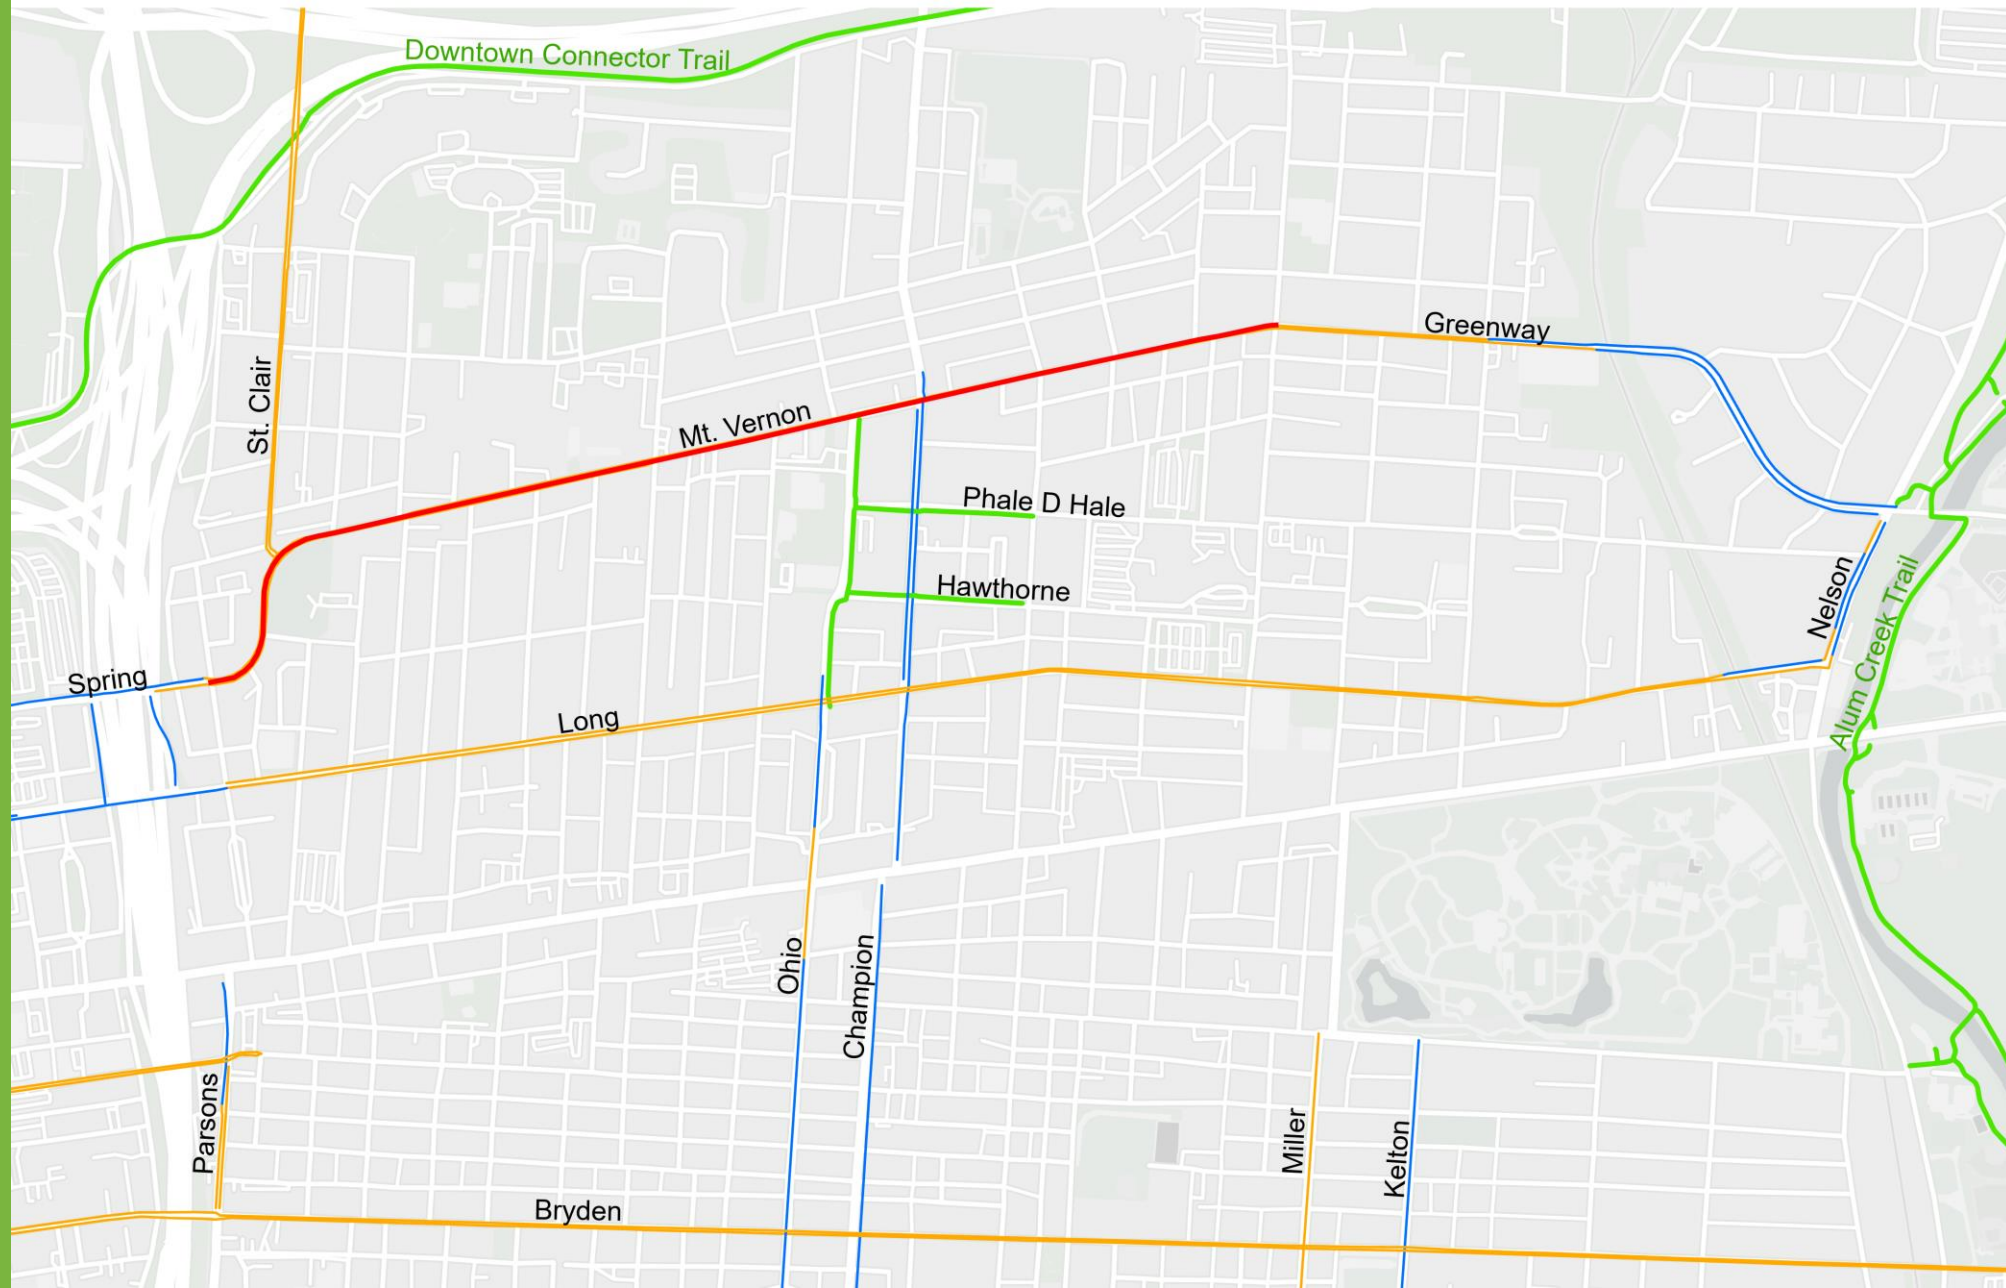 Downtown Connector Trail
Greenway
St. Clair
Mt. Vernon
Phale D Hale
Hawthorne
Nelson
Alum Creek Trail
Spring
Long
Ohio
Champion
Parsons
Miller
Kelton
Bryden